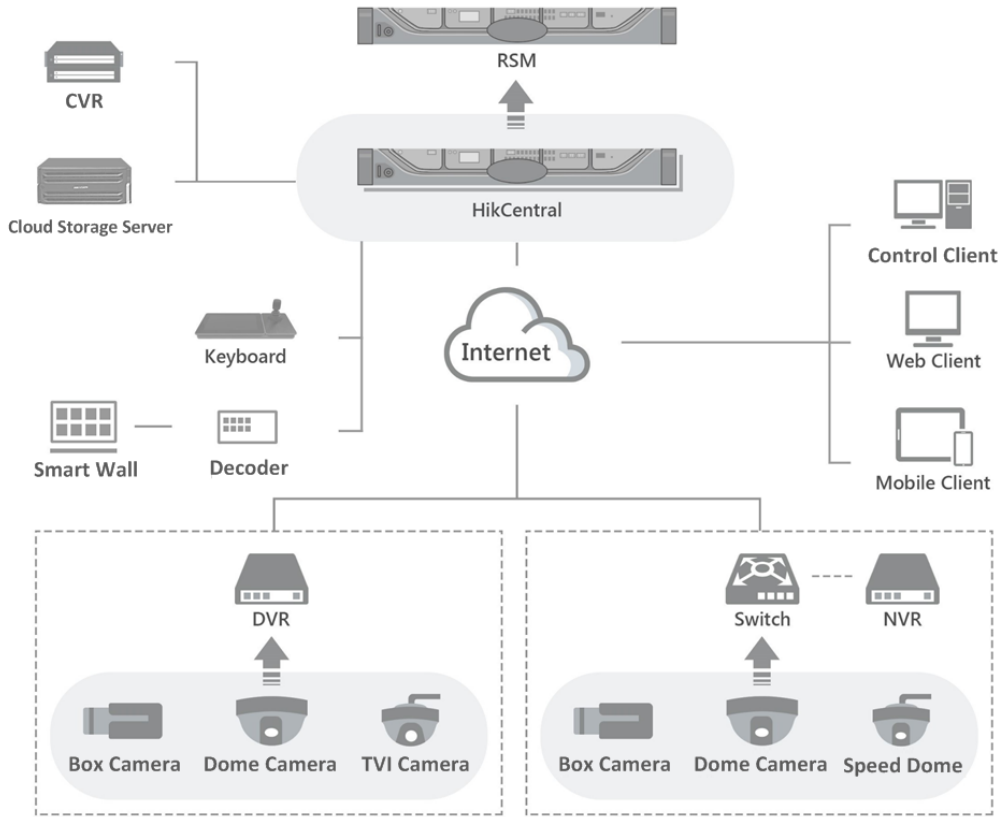 RSM
CVR
HikCentral
Cloud Storage Server
Control Client
Keyboard
Internet
Web Client
Smart Wall
Decoder
Mobile Client
DVR
Switch
NVR
Box Camera
Dome Camera
TVI Camera
Box Camera
Dome Camera
Speed Dome